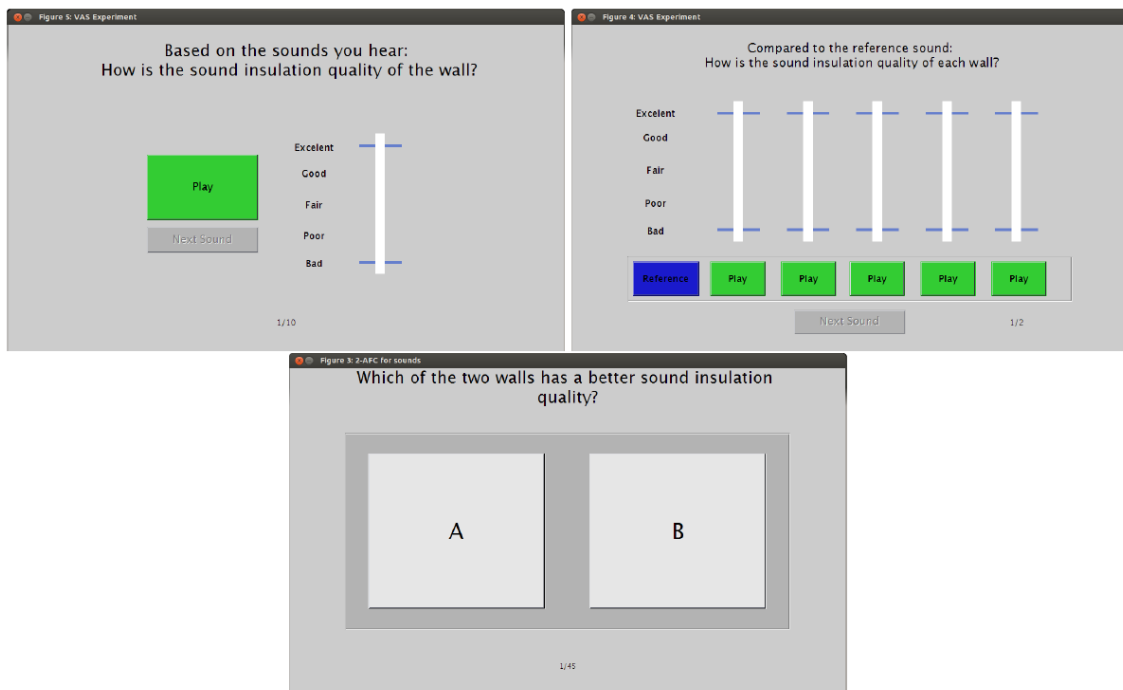 Figure 5: VAS Experiment
Based on the sounds you hear:
How is the sound insulation quality of the wall?
Play
Next Sound
Excelent
Good
Fair
Poor
Bad
1/10
Figure 4: VAS Experiment
Compared to the reference sound:
How is the sound insulation quality of each wall?
Excelent
Good
Fair
Poor
Bad
Reference Play Play Play Play Play
Next Sound 1/2
Figure 3: 2-AFC for sounds
Which of the two walls has a better sound insulation
quality?
A B
1/45